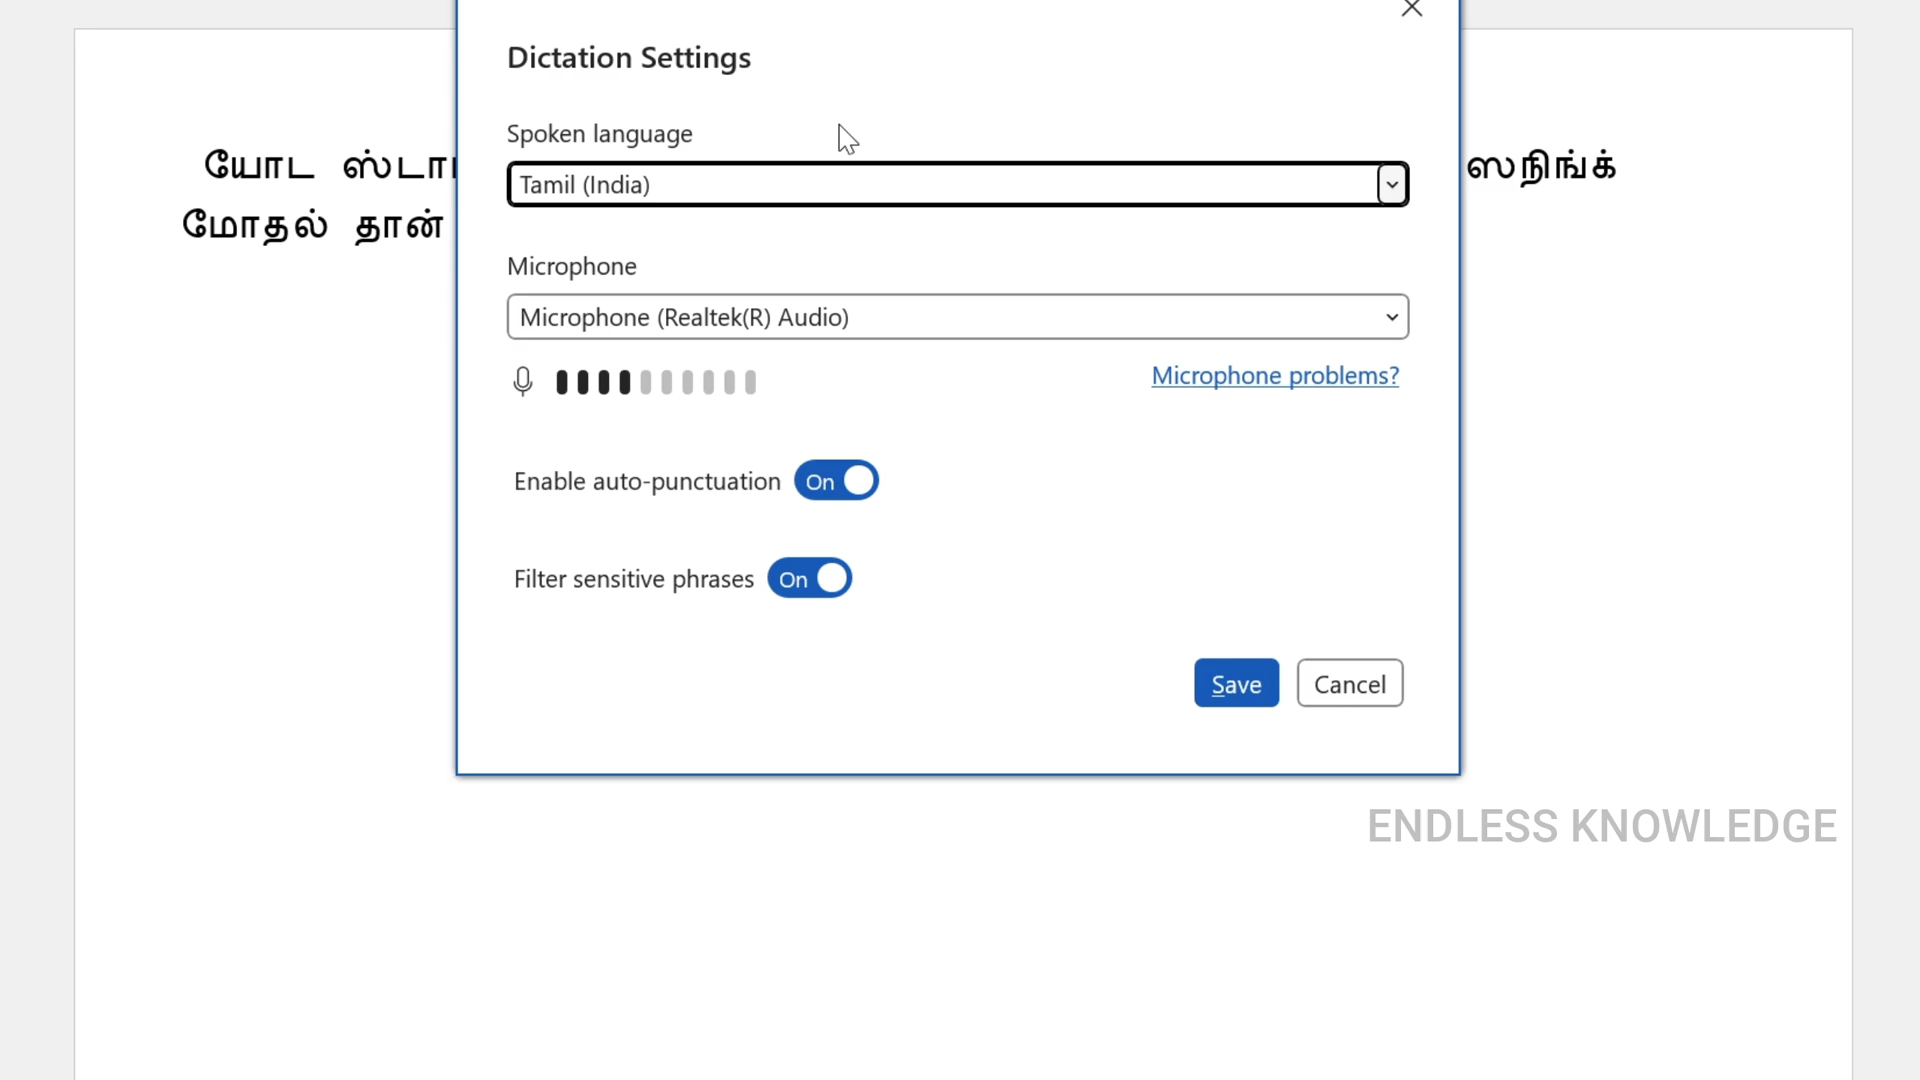 Dictation Settings
Spoken language
Tamil (India)
யோட ஸ்டா
ஸநிங்க்
மோதல் தான்
Microphone
Microphone (Realtek(R) Audio)
Microphone problems?
Enable auto-punctuation On
Filter sensitive phrases On
Save Cancel
ENDLESS KNOWLEDGE